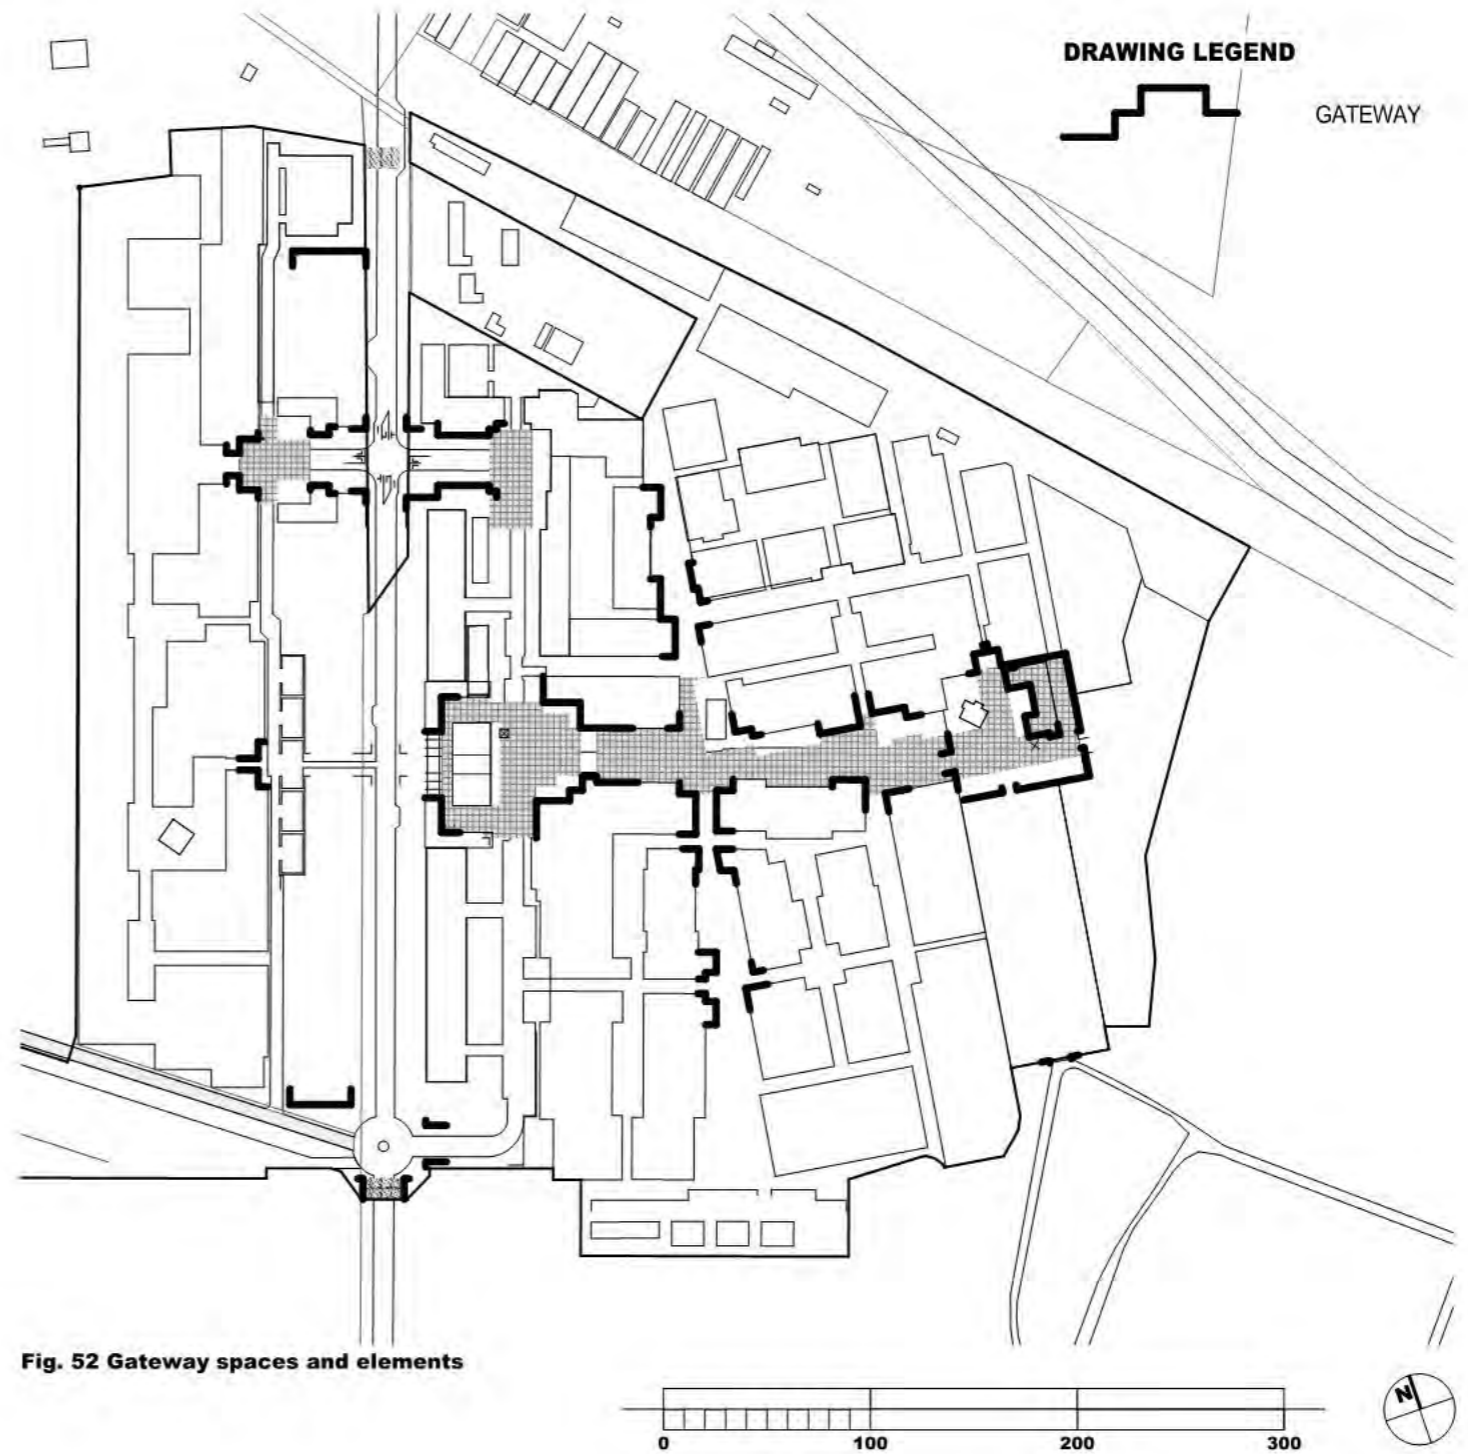 DRAWING LEGEND
GATEWAY
Fig. 52 Gateway spaces and elements
N
0 100 200 300